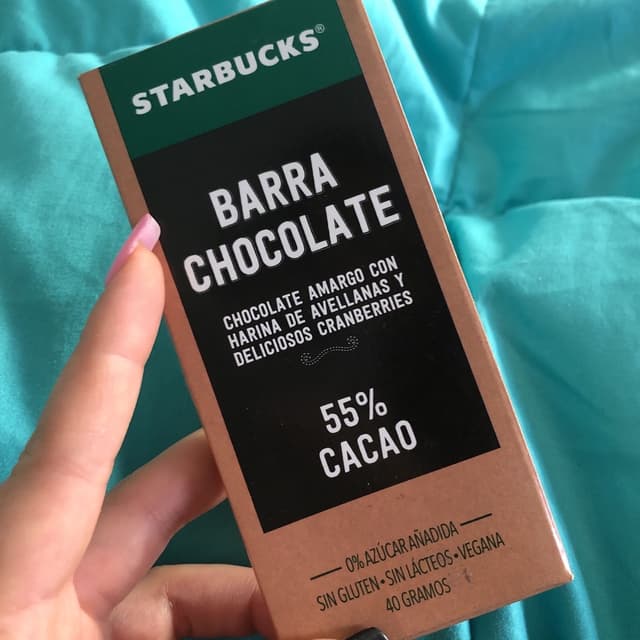 STARBUCKS®
BARRA
CHOCOLATE
CHOCOLATE AMARGO CON
HARINA DE AVELLANAS Y
DELICIOSOS CRANBERRIES
55%
CACAO
0% AZÚCAR AÑADIDA
SIN GLUTEN • SIN LÁCTEOS • VEGANA
40 GRAMOS